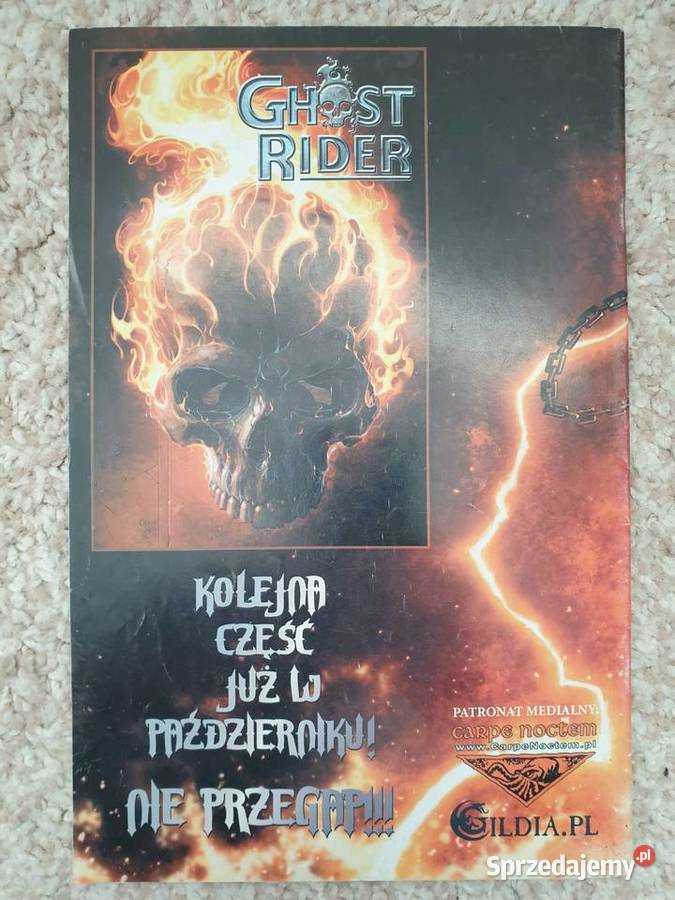 GHOST
RIDER
KOLEJNA
CZĘŚĆ
JUŻ W
PAŹDZIERNIKU!
NIE PRZEGAP!!!
PATRONAT MEDIALNY:
CARPE NOCTEM
www.CarpeNoctem.pl
GILDIA.PL
Sprzedajemy.pl